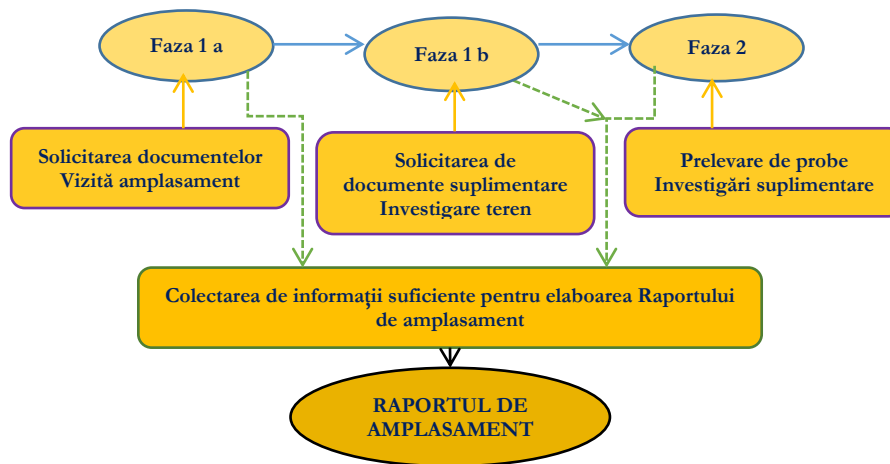 Faza 1 a
Faza 1 b
Faza 2
Solicitarea documentelor
Vizită amplasament
Solicitarea de
documente suplimentare
Investigare teren
Prelevare de probe
Investigări suplimentare
Colectarea de informații suficiente pentru elaboarea Raportului
de amplasament
RAPORTUL DE
AMPLASAMENT